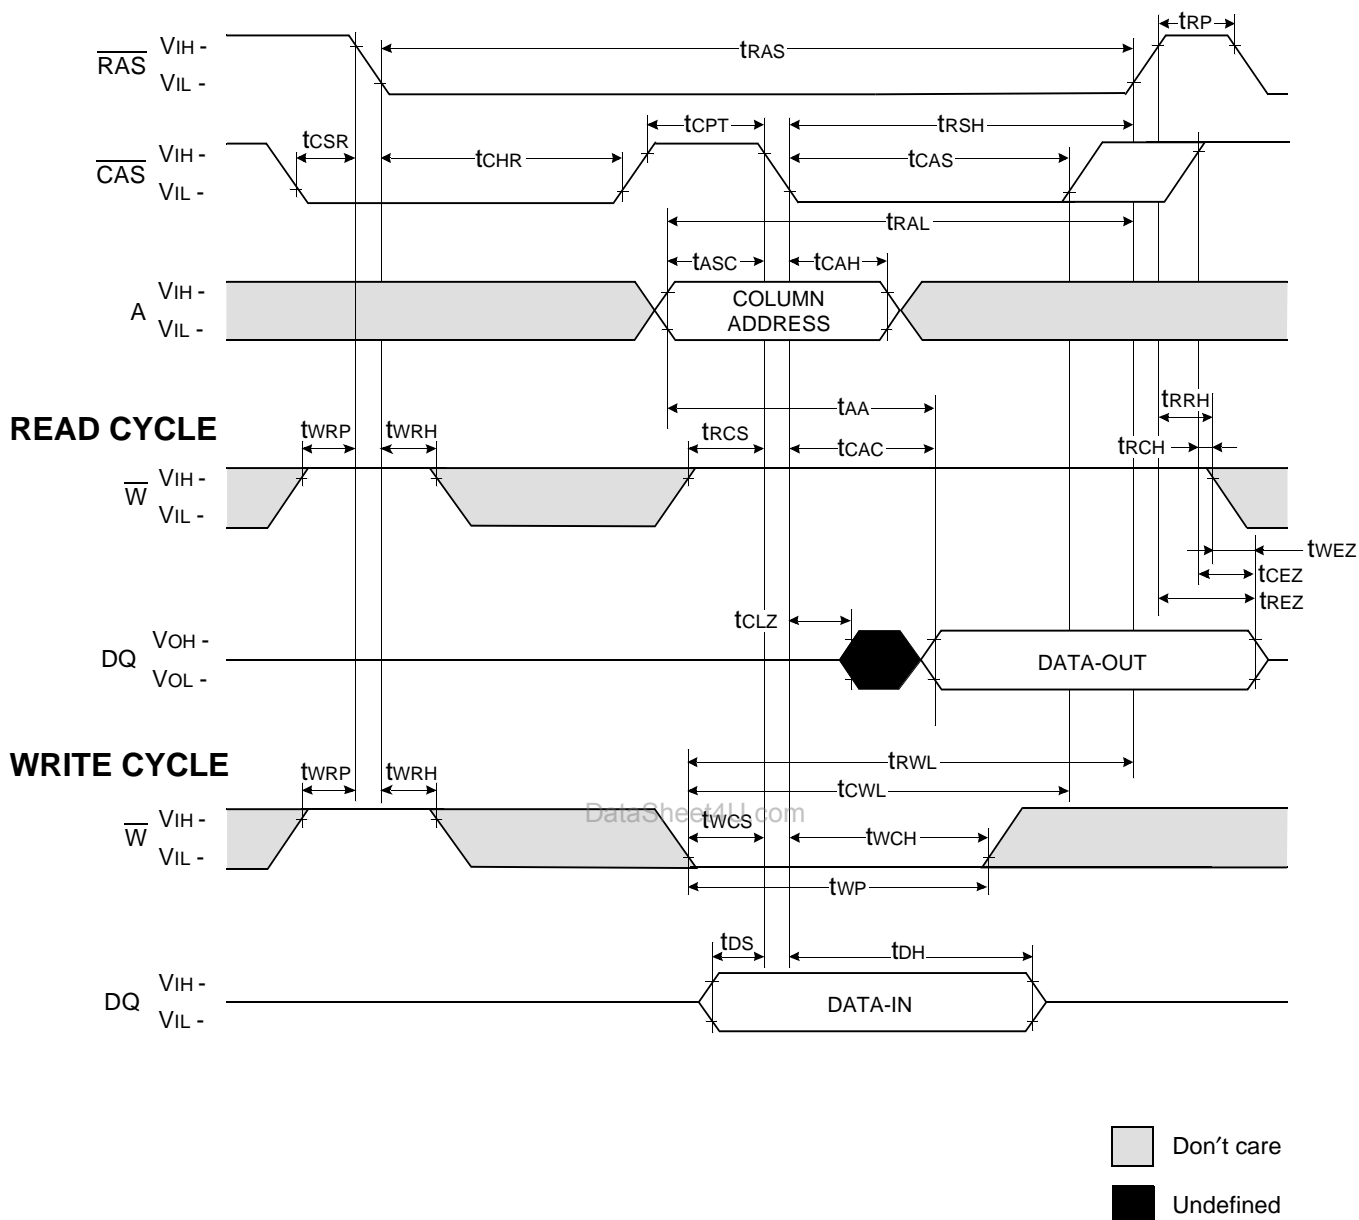 tRP
RAS
VIH -
VIL -
tRAS
tCPT
tRSH
tCSR
CAS
VIH -
VIL -
tCHR
tCAS
tRAL
tASC
tCAH
A
VIH -
VIL -
COLUMN
ADDRESS
READ CYCLE
tAA
tRRH
tWRP
tWRH
tRCS
tCAC
tRCH
W
VIH -
VIL -
tWEZ
tCEZ
tREZ
tCLZ
DQ
VOH -
VOL -
DATA-OUT
WRITE CYCLE
tRWL
tWRP
tWRH
tCWL
DataSheet4U.com
W
VIH -
VIL -
tWCS
tWCH
tWP
tDS
tDH
DQ
VIH -
VIL -
DATA-IN
Don′t care
Undefined